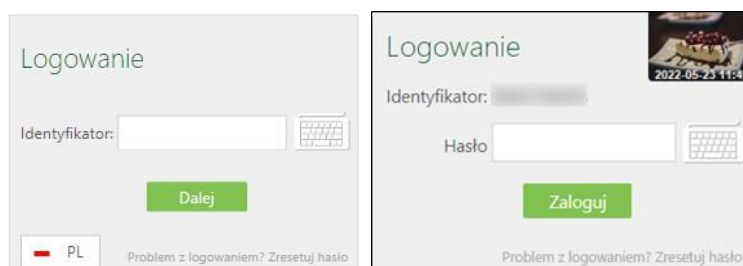 Logowanie
Identyfikator:
Dalej
PL
Problem z logowaniem? Zresetuj hasło
Logowanie
2022-05-23 11:4
Identyfikator:
Hasło
Zaloguj
Problem z logowaniem? Zresetuj hasło